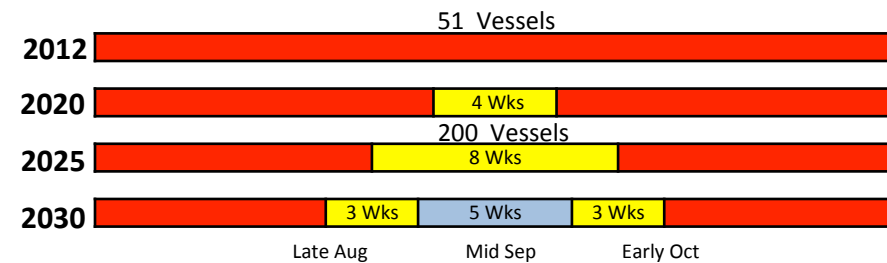 51 Vessels
2012
2020 4 Wks
200 Vessels
2025 8 Wks
2030 3 Wks 5 Wks 3 Wks
Late Aug Mid Sep Early Oct